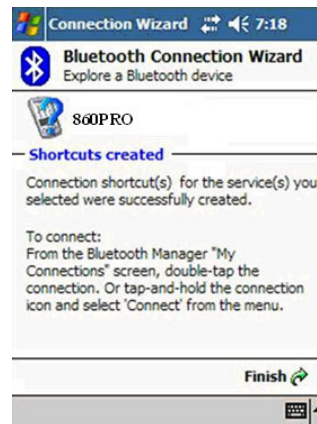 Connection Wizard 7:18
Bluetooth Connection Wizard
Explore a Bluetooth device
860PRO
Shortcuts created
Connection shortcut(s) for the service(s) you
selected were successfully created.
To connect:
From the Bluetooth Manager "My
Connections" screen, double-tap the
connection. Or tap-and-hold the connection
icon and select 'Connect' from the menu.
Finish